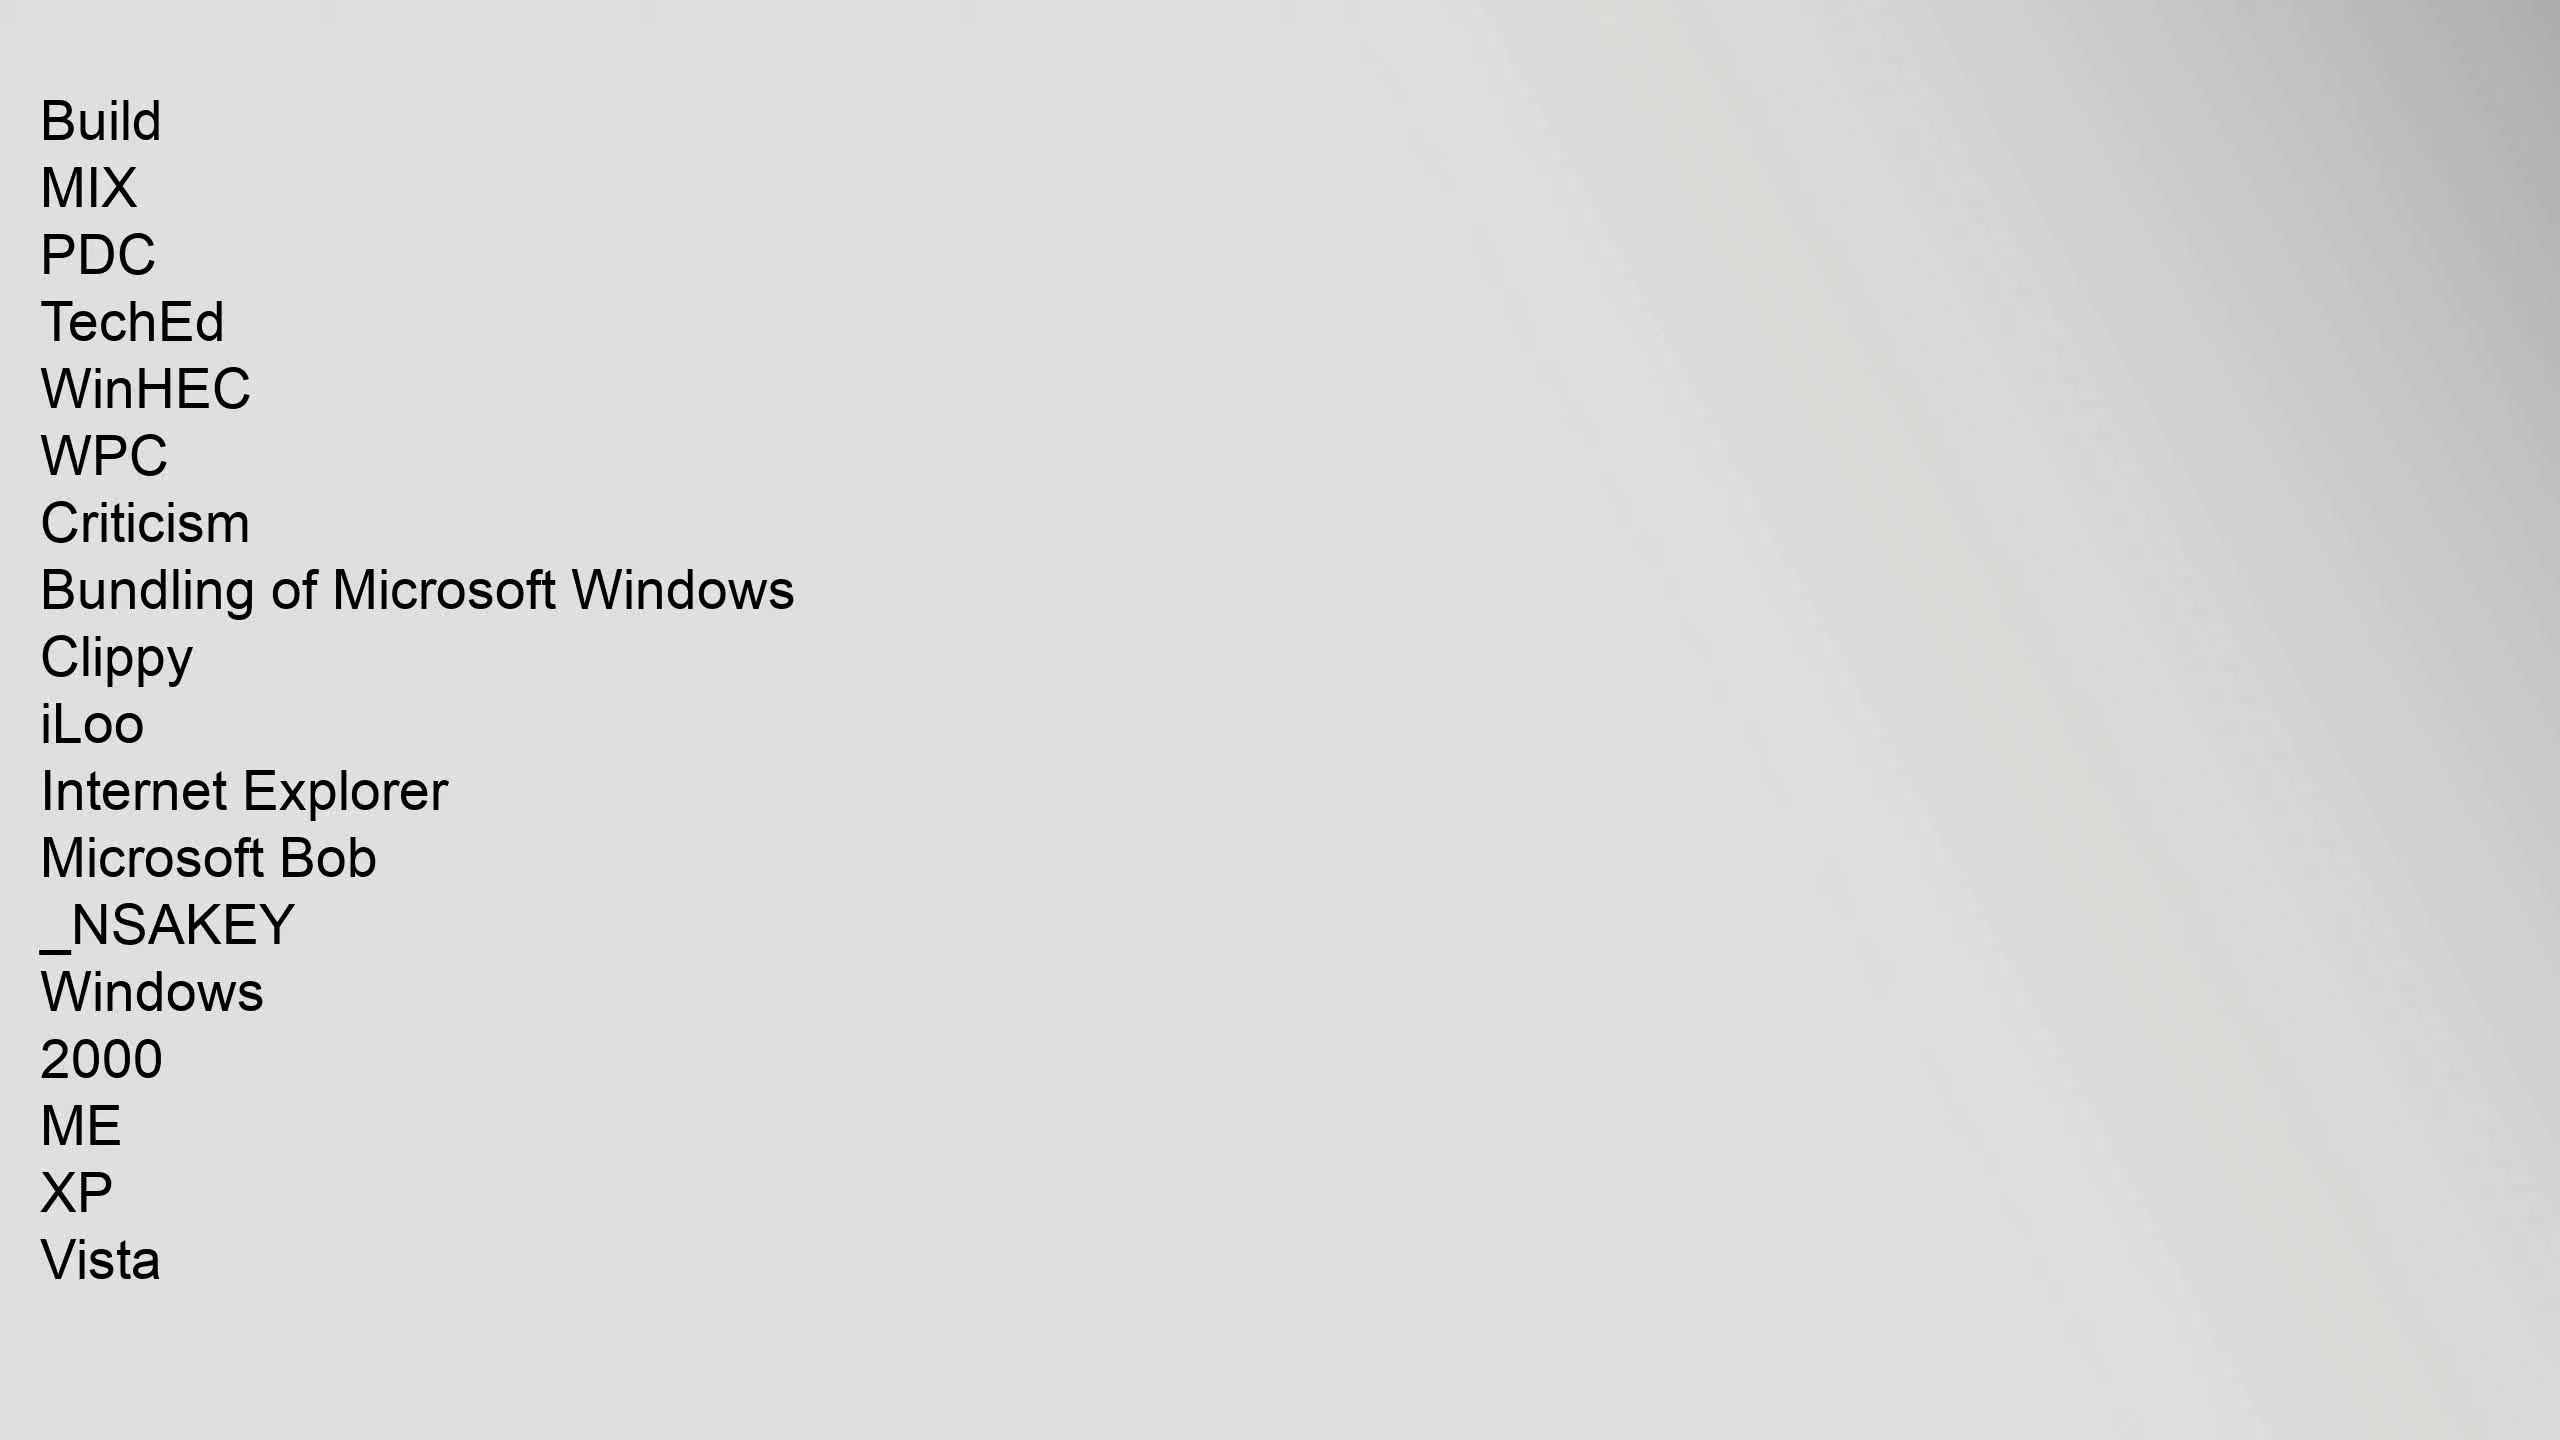 Build
MIX
PDC
TechEd
WinHEC
WPC
Criticism
Bundling of Microsoft Windows
Clippy
iLoo
Internet Explorer
Microsoft Bob
_NSAKEY
Windows
2000
ME
XP
Vista